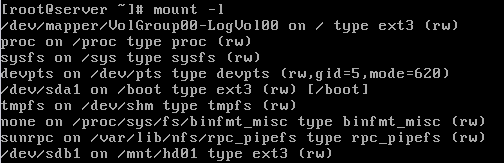 [root@server ~]# mount -l
/dev/mapper/VolGroup00-LogVol00 on / type ext3 (rw)
proc on /proc type proc (rw)
sysfs on /sys type sysfs (rw)
devpts on /dev/pts type devpts (rw,gid=5,mode=620)
/dev/sda1 on /boot type ext3 (rw) [/boot]
tmpfs on /dev/shm type tmpfs (rw)
none on /proc/sys/fs/binfmt_misc type binfmt_misc (rw)
sunrpc on /var/lib/nfs/rpc_pipefs type rpc_pipefs (rw)
/dev/sdb1 on /mnt/hd01 type ext3 (rw)